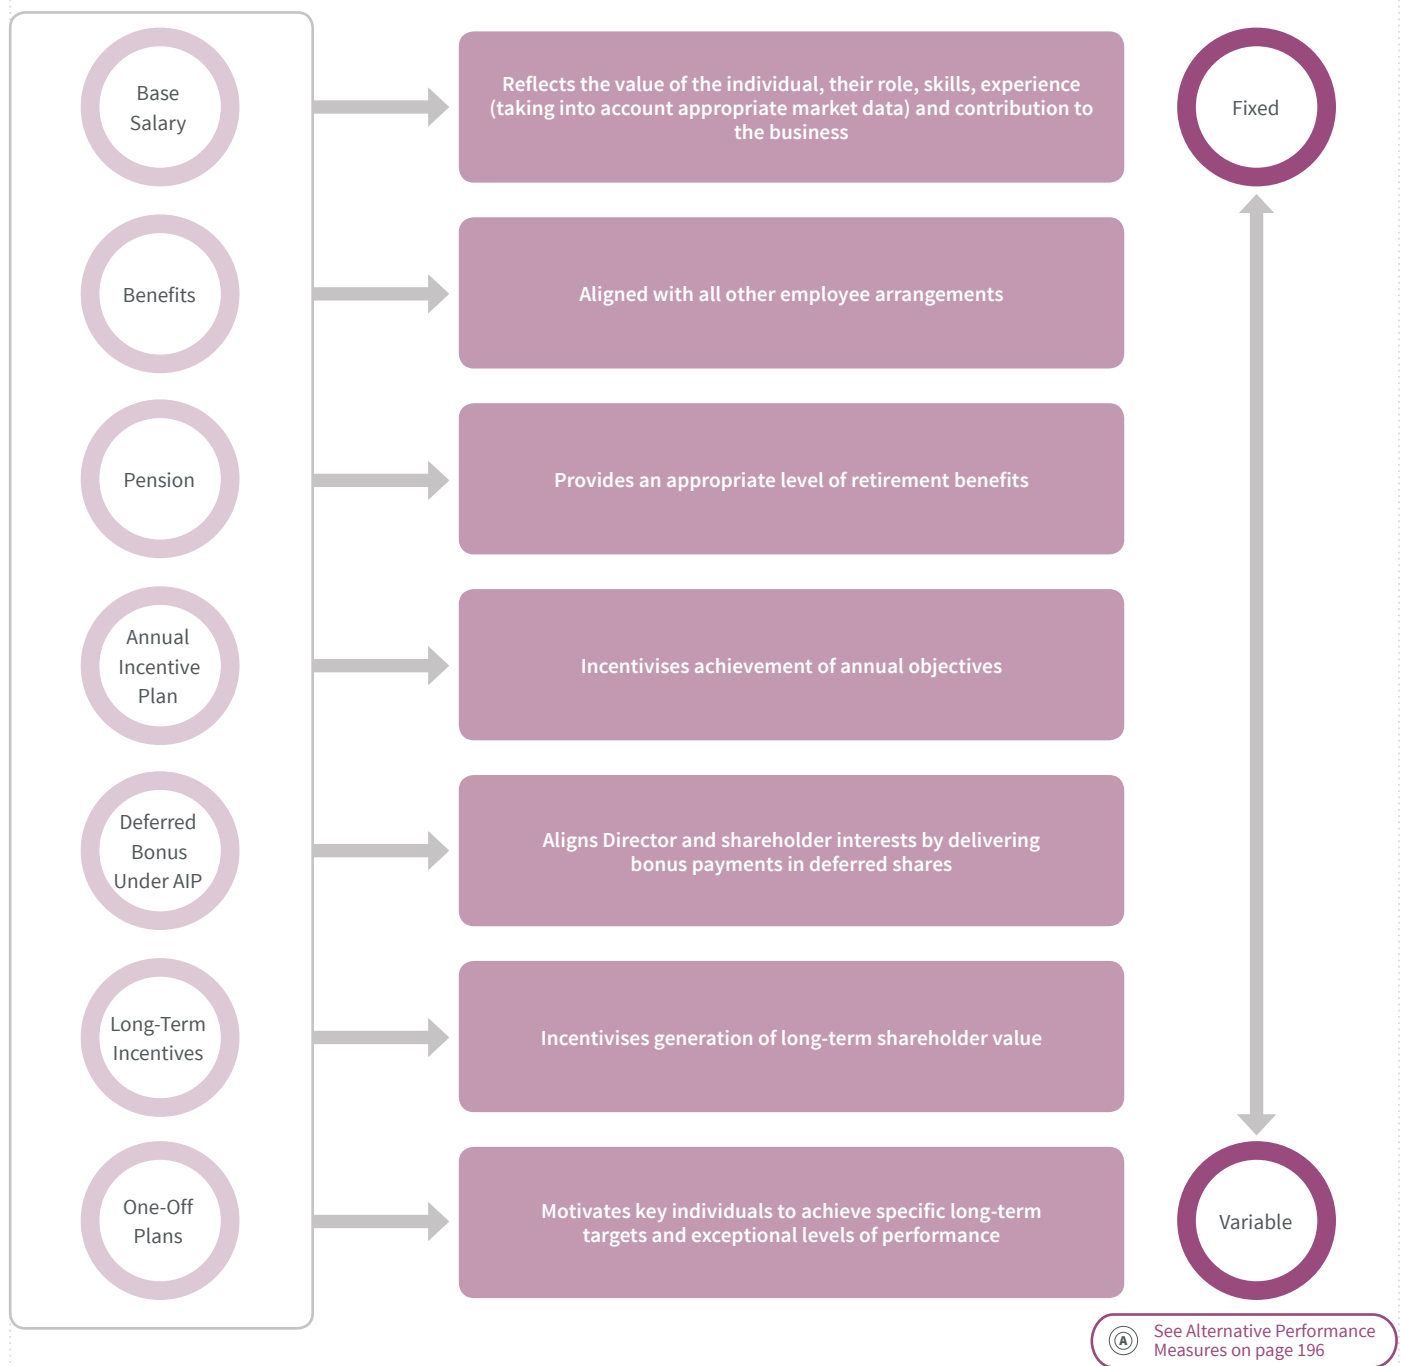 Base
Salary
Reflects the value of the individual, their role, skills, experience
(taking into account appropriate market data) and contribution to
the business
Fixed
Benefits
Aligned with all other employee arrangements
Pension
Provides an appropriate level of retirement benefits
Annual
Incentive
Plan
Incentivises achievement of annual objectives
Deferred
Bonus
Under AIP
Aligns Director and shareholder interests by delivering
bonus payments in deferred shares
Long-Term
Incentives
Incentivises generation of long-term shareholder value
One-Off
Plans
Motivates key individuals to achieve specific long-term
targets and exceptional levels of performance
Variable
A
See Alternative Performance
Measures on page 196